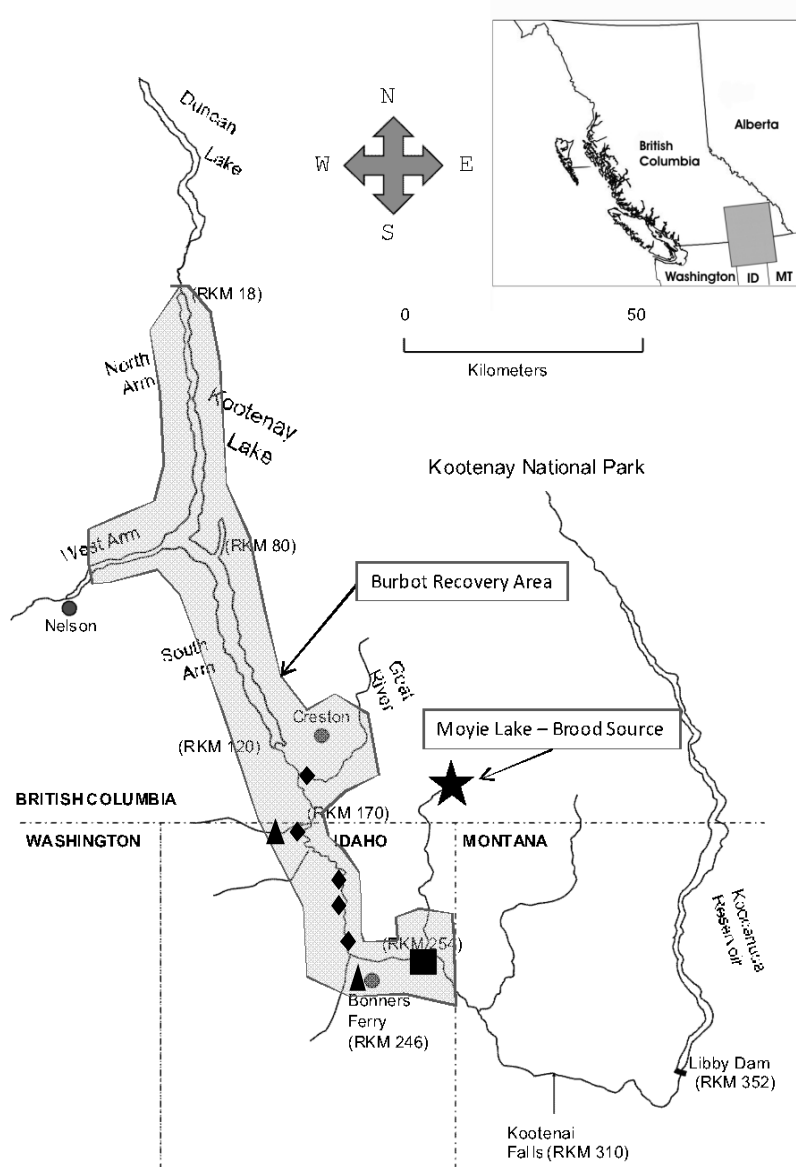 Duncan
Lake
N
W
E
S
Alberta
British
Columbia
Washington
ID
MT
(RKM 18)
0
50
Kilometers
North
Arm
Kootenay
Lake
Kootenay National Park
West Arm
(RKM 80)
Burbot Recovery Area
Nelson
South
Arm
Goat
River
Creston
Moyie Lake – Brood Source
(RKM 120)
BRITISH COLUMBIA
(RKM 170)
WASHINGTON
IDAHO
MONTANA
Koocanusa
Reservoir
(RKM 254)
Bonners
Ferry
(RKM 246)
Libby Dam
(RKM 352)
Kootenai
Falls (RKM 310)